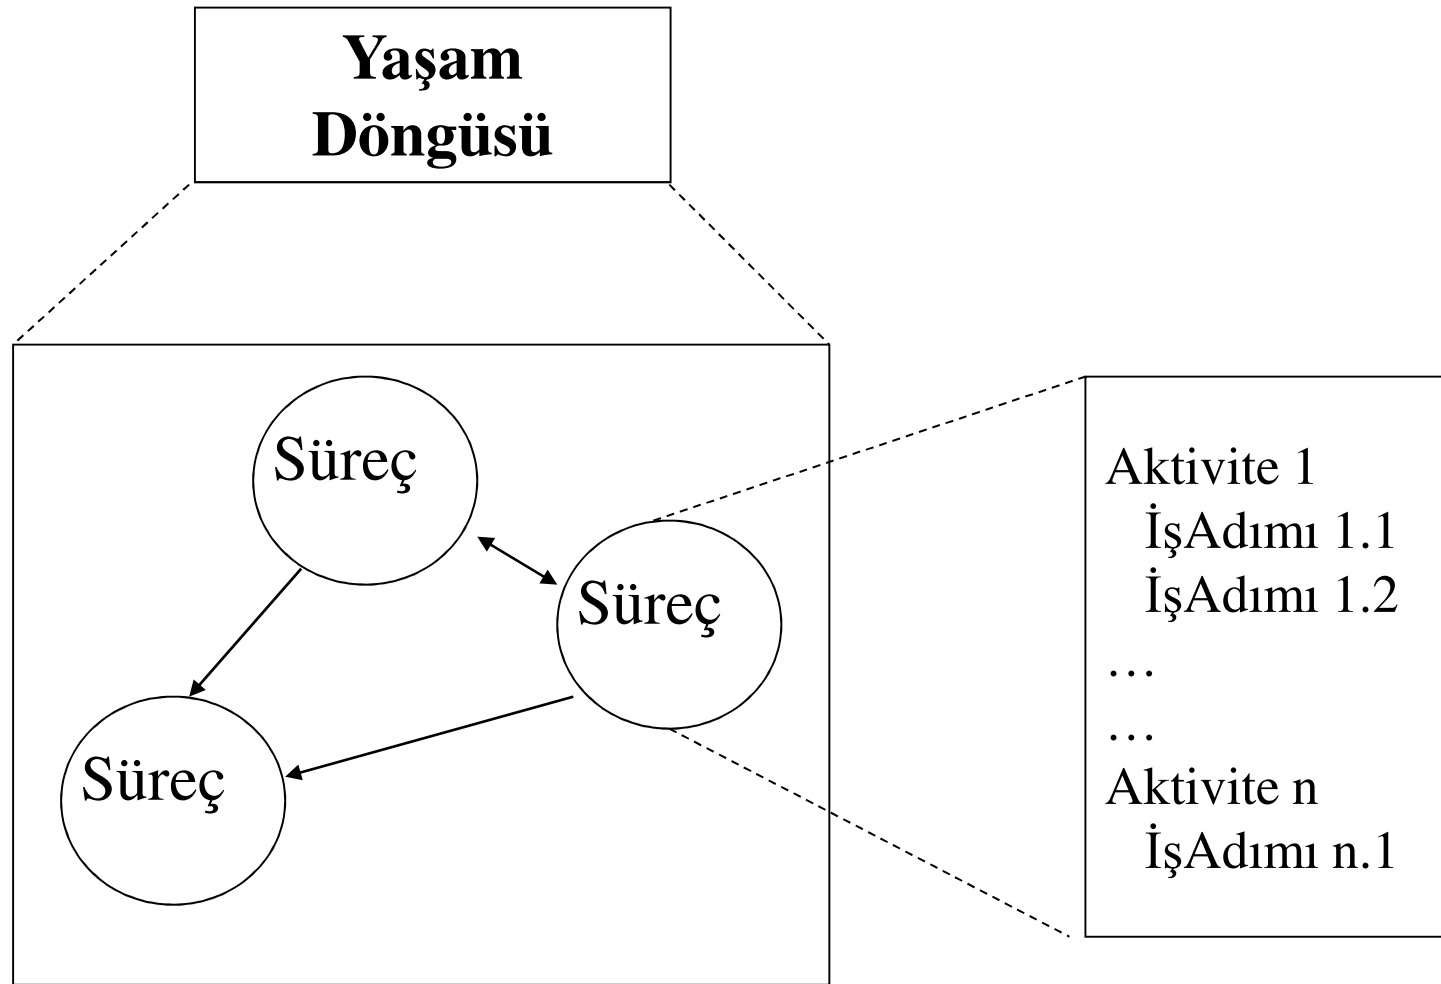 Yaşam
Döngüsü
Süreç
Süreç
Süreç
Aktivite 1
İşAdımı 1.1
İşAdımı 1.2
…
…
Aktivite n
İşAdımı n.1